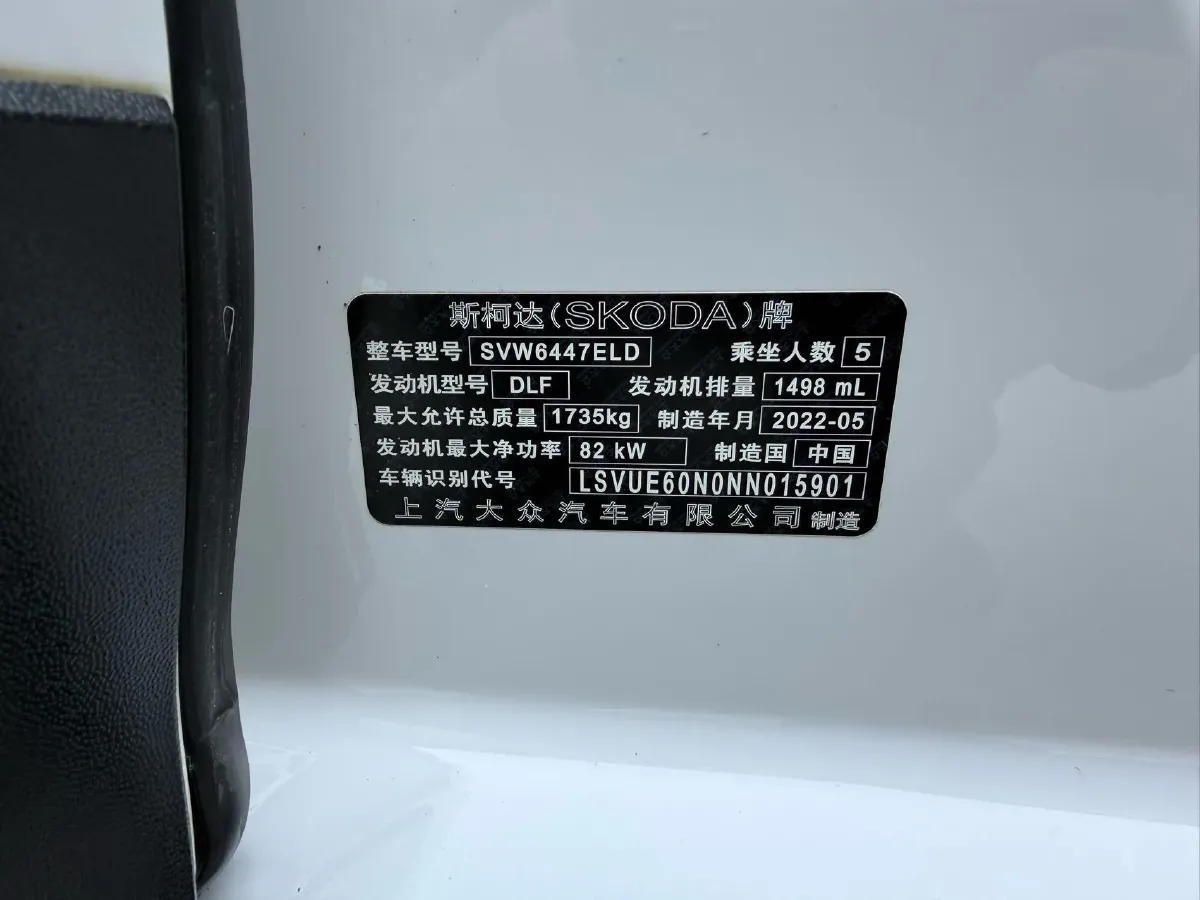 斯柯达(SKODA)牌
整车型号 SVW6447ELD 乘坐人数 5
发动机型号 DLF 发动机排量 1498 mL
最大允许总质量 1735kg 制造年月 2022-05
发动机最大净功率 82 kW 制造国 中国
车辆识别代号 LSVUE60N0NN015901
上汽大众汽车有限公司 制造